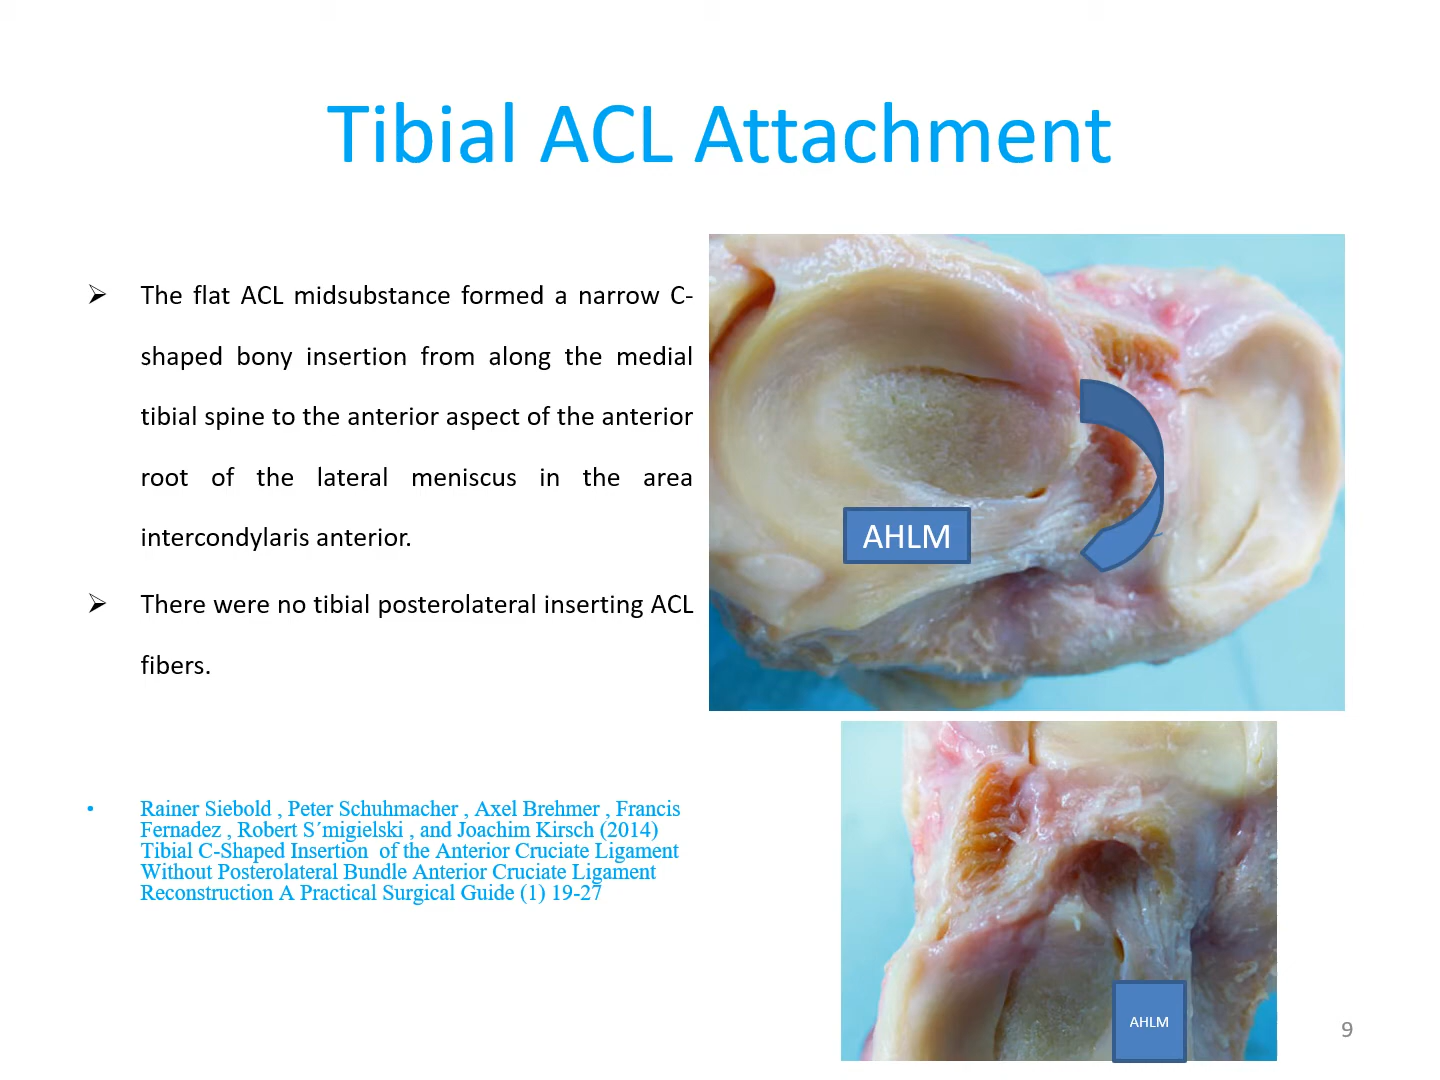 Tibial ACL Attachment
➢ The flat ACL midsubstance formed a narrow C-
shaped bony insertion from along the medial
tibial spine to the anterior aspect of the anterior
root of the lateral meniscus in the area
intercondylaris anterior.
➢ There were no tibial posterolateral inserting ACL
fibers.
• Rainer Siebold , Peter Schuhmacher , Axel Brehmer , Francis
Fernadez , Robert S´migielski , and Joachim Kirsch (2014)
Tibial C-Shaped Insertion of the Anterior Cruciate Ligament
Without Posterolateral Bundle Anterior Cruciate Ligament
Reconstruction A Practical Surgical Guide (1) 19-27
AHLM
AHLM
9